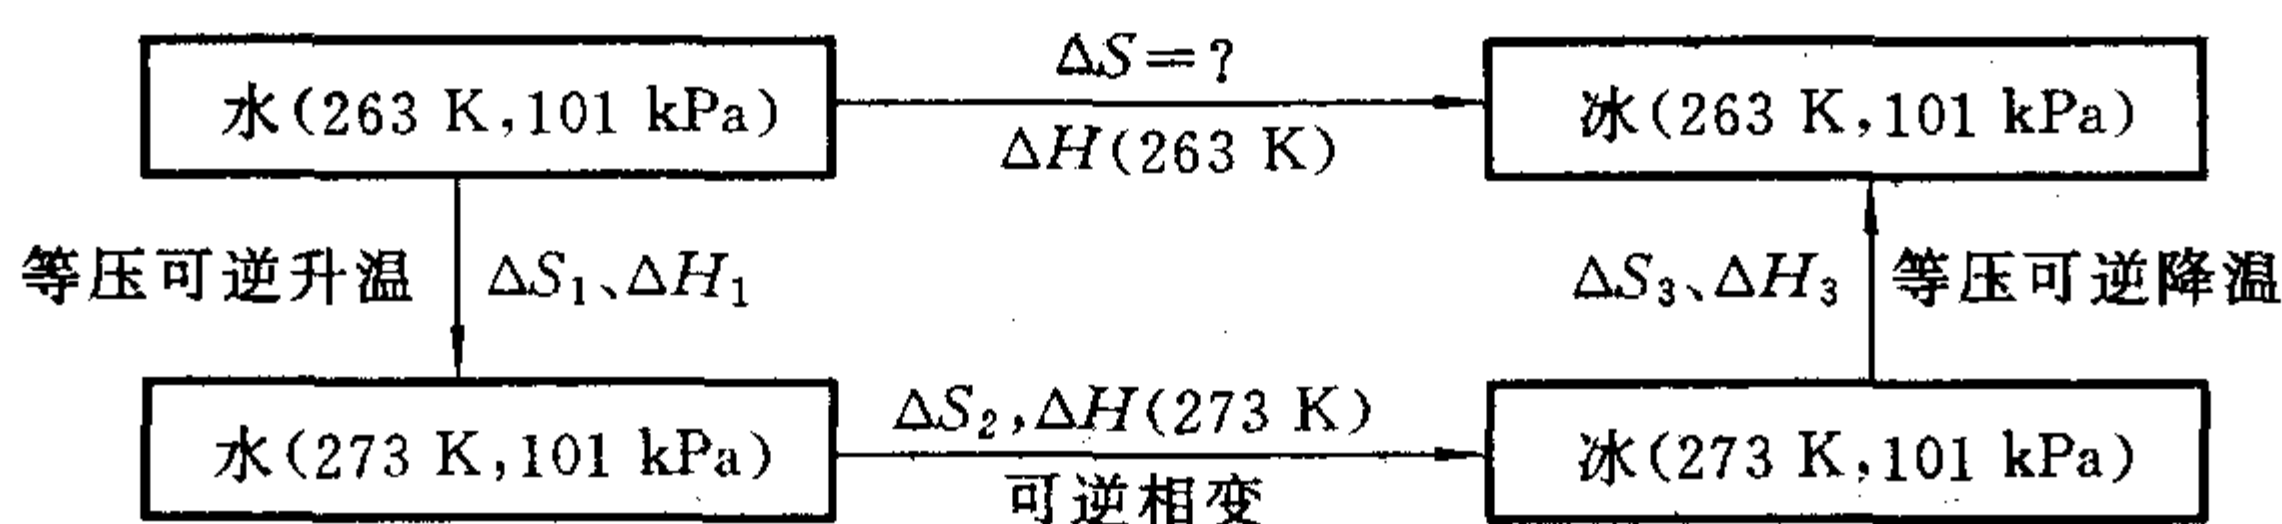 水(263 K,101 kPa)
ΔS=?
ΔH(263 K)
冰(263 K,101 kPa)
等压可逆升温
ΔS₁、ΔH₁
ΔS₃、ΔH₃
等压可逆降温
水(273 K,101 kPa)
ΔS₂,ΔH(273 K)
可逆相变
冰(273 K,101 kPa)